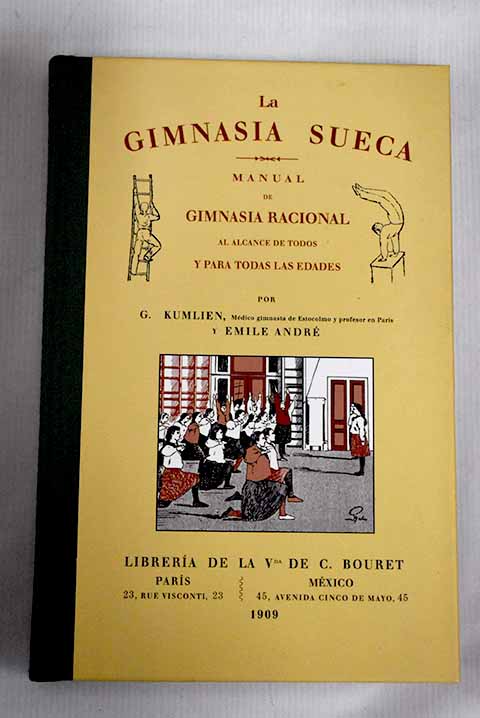 La
GIMNASIA SUECA
MANUAL
DE
GIMNASIA RACIONAL
AL ALCANCE DE TODOS
Y PARA TODAS LAS EDADES
POR
G. KUMLIEN, Médico gimnasta de Estocolmo y profesor en París
Y EMILE ANDRÉ
LIBRERÍA DE LA Vᴰᴬ DE C. BOURET
PARÍS
23, RUE VISCONTI, 23
MÉXICO
45, AVENIDA CINCO DE MAYO, 45
1909